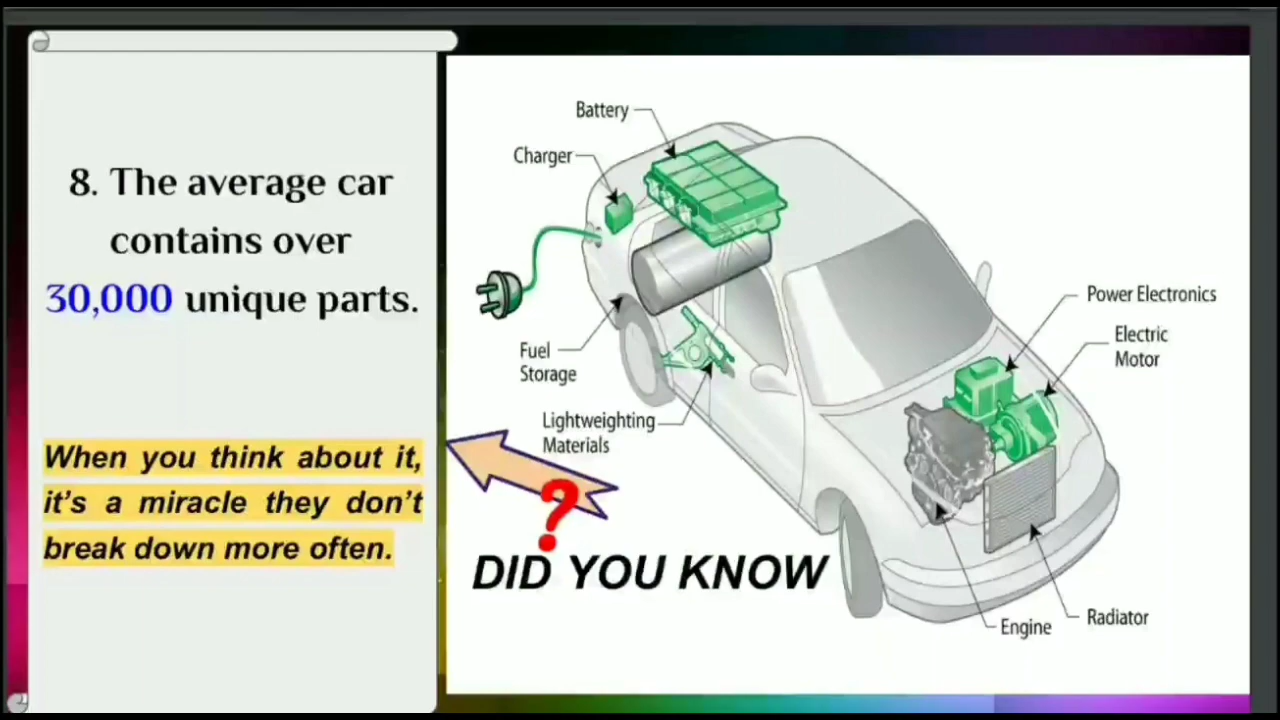 8. The average car
contains over
30,000 unique parts.
When you think about it,
it's a miracle they don't
break down more often.
Battery
Charger
Fuel
Storage
Lightweighting
Materials
?
DID YOU KNOW
Power Electronics
Electric
Motor
Engine
Radiator